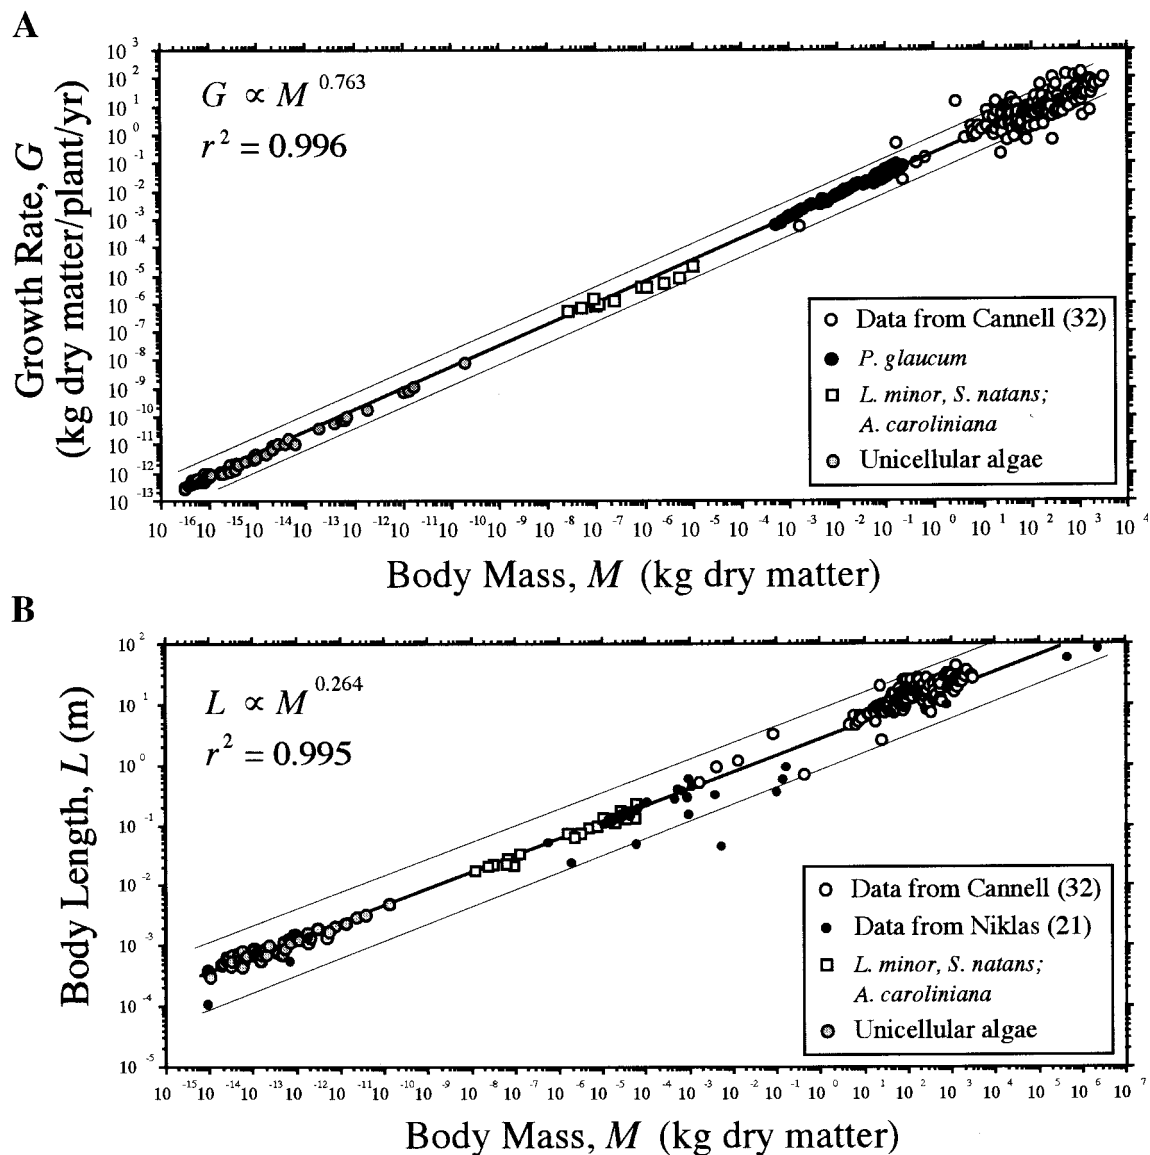 A
10 3
10 2
10 1
10 0
10 -1
10 -2
10 -3
10 -4
10 -5
10 -6
10 -7
10 -8
10 -9
10 -10
10 -11
10 -12
10 -13
Growth Rate, G
(kg dry matter/plant/yr)
G ∝ M 0.763
r² = 0.996
Data from Cannell (32)
P. glaucum
L. minor, S. natans;
A. caroliniana
Unicellular algae
10 -16 10 -15 10 -14 10 -13 10 -12 10 -11 10 -10 10 -9 10 -8 10 -7 10 -6 10 -5 10 -4 10 -3 10 -2 10 -1 10 0 10 1 10 2 10 3 10 4
Body Mass, M (kg dry matter)
B
10 2
10 1
10 0
10 -1
10 -2
10 -3
10 -4
10 -5
Body Length, L (m)
L ∝ M 0.264
r² = 0.995
Data from Cannell (32)
Data from Niklas (21)
L. minor, S. natans;
A. caroliniana
Unicellular algae
10 -15 10 -14 10 -13 10 -12 10 -11 10 -10 10 -9 10 -8 10 -7 10 -6 10 -5 10 -4 10 -3 10 -2 10 -1 10 0 10 1 10 2 10 3 10 4 10 5 10 6 10 7
Body Mass, M (kg dry matter)